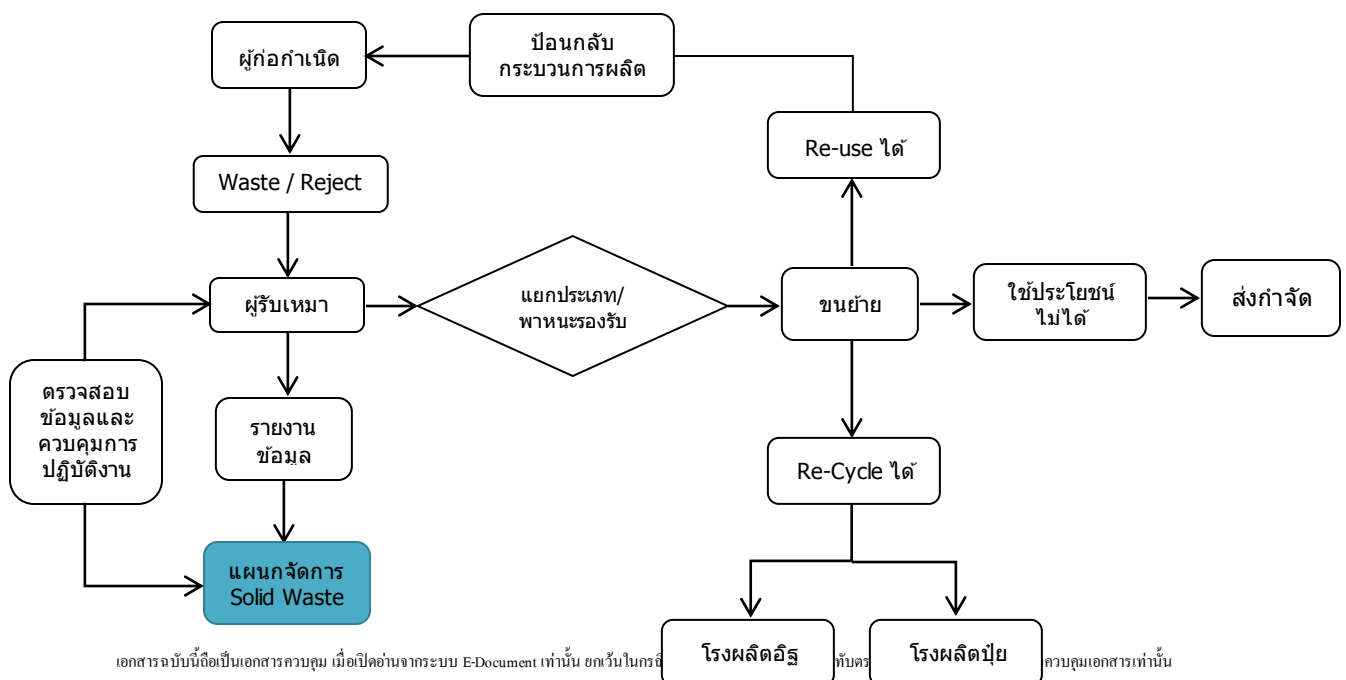 ป้อนกลับ
กระบวนการผลิต
ผู้ก่อกำเนิด
Re-use ได้
Waste / Reject
ผู้รับเหมา
แยกประเภท/
พาหนะรองรับ
ขนย้าย
ใช้ประโยชน์
ไม่ได้
ส่งกำจัด
ตรวจสอบ
ข้อมูลและ
ควบคุมการ
ปฏิบัติงาน
รายงาน
ข้อมูล
Re-Cycle ได้
แผนกจัดการ
Solid Waste
โรงผลิตอิฐ
โรงผลิตปุ๋ย
เอกสารฉบับนี้ถือเป็นเอกสารควบคุม เมื่อเปิดอ่านจากระบบ E-Document เท่านั้น ยกเว้นในกรณี ทับตร ควบคุมเอกสารเท่านั้น